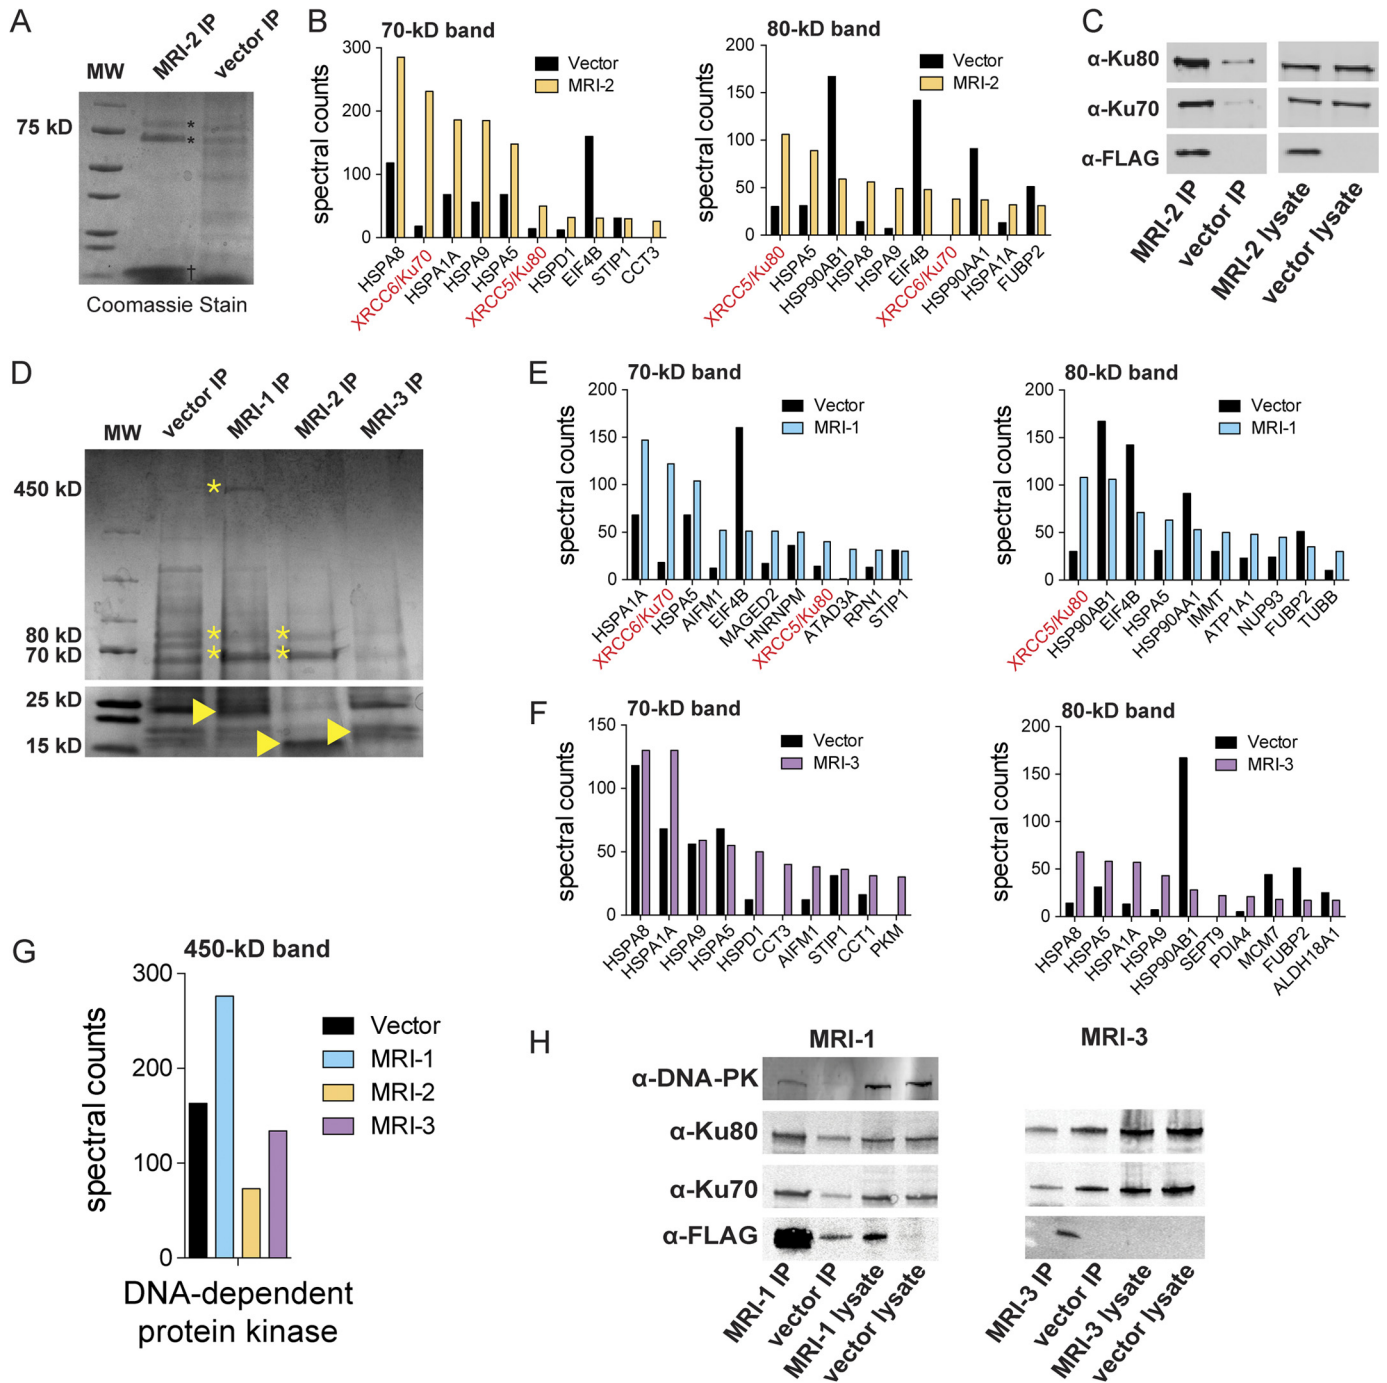 A
MW
MRI-2 IP
vector IP
75 kD
*
*
†
Coomassie Stain
B
70-kD band
spectral counts
300
200
100
0
Vector
MRI-2
HSPA8
XRCC6/Ku70
HSPA1A
HSPA9
HSPA5
XRCC5/Ku80
HSPD1
EIF4B
STIP1
CCT3
80-kD band
spectral counts
200
150
100
50
0
Vector
MRI-2
XRCC5/Ku80
HSPA5
HSP90AB1
HSPA8
HSPA9
EIF4B
XRCC6/Ku70
HSP90AA1
HSPA1A
FUBP2
C
α-Ku80
α-Ku70
α-FLAG
MRI-2 IP
vector IP
MRI-2 lysate
vector lysate
D
MW
vector IP
MRI-1 IP
MRI-2 IP
MRI-3 IP
450 kD
*
80 kD
* *
70 kD
* *
25 kD
15 kD
E
70-kD band
spectral counts
200
150
100
50
0
Vector
MRI-1
HSPA1A
XRCC6/Ku70
HSPA5
AIFM1
EIF4B
MAGED2
HNRNPM
XRCC5/Ku80
ATAD3A
RPN1
STIP1
80-kD band
spectral counts
200
150
100
50
0
Vector
MRI-1
XRCC5/Ku80
HSP90AB1
EIF4B
HSPA5
HSP90AA1
IMMT
ATP1A1
NUP93
FUBP2
TUBB
F
70-kD band
spectral counts
150
100
50
0
Vector
MRI-3
HSPA8
HSPA1A
HSPA9
HSPA5
HSPD1
CCT3
AIFM1
STIP1
CCT1
PKM
80-kD band
spectral counts
200
150
100
50
0
Vector
MRI-3
HSPA8
HSPA5
HSPA1A
HSPA9
HSP90AB1
SEPT9
PDIA4
MCM7
FUBP2
ALDH18A1
G
450-kD band
spectral counts
300
200
100
0
Vector
MRI-1
MRI-2
MRI-3
DNA-dependent
protein kinase
H
MRI-1
α-DNA-PK
α-Ku80
α-Ku70
α-FLAG
MRI-1 IP
vector IP
MRI-1 lysate
vector lysate
MRI-3
MRI-3 IP
vector IP
MRI-3 lysate
vector lysate